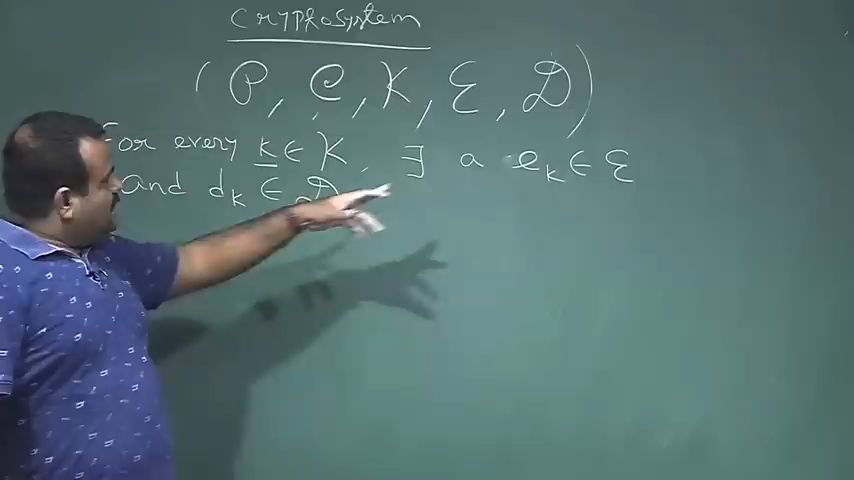 Cryptosystem
(P, C, K, E, D)
For every k ∈ K, ∃ a e_k ∈ E
and d_k ∈ D